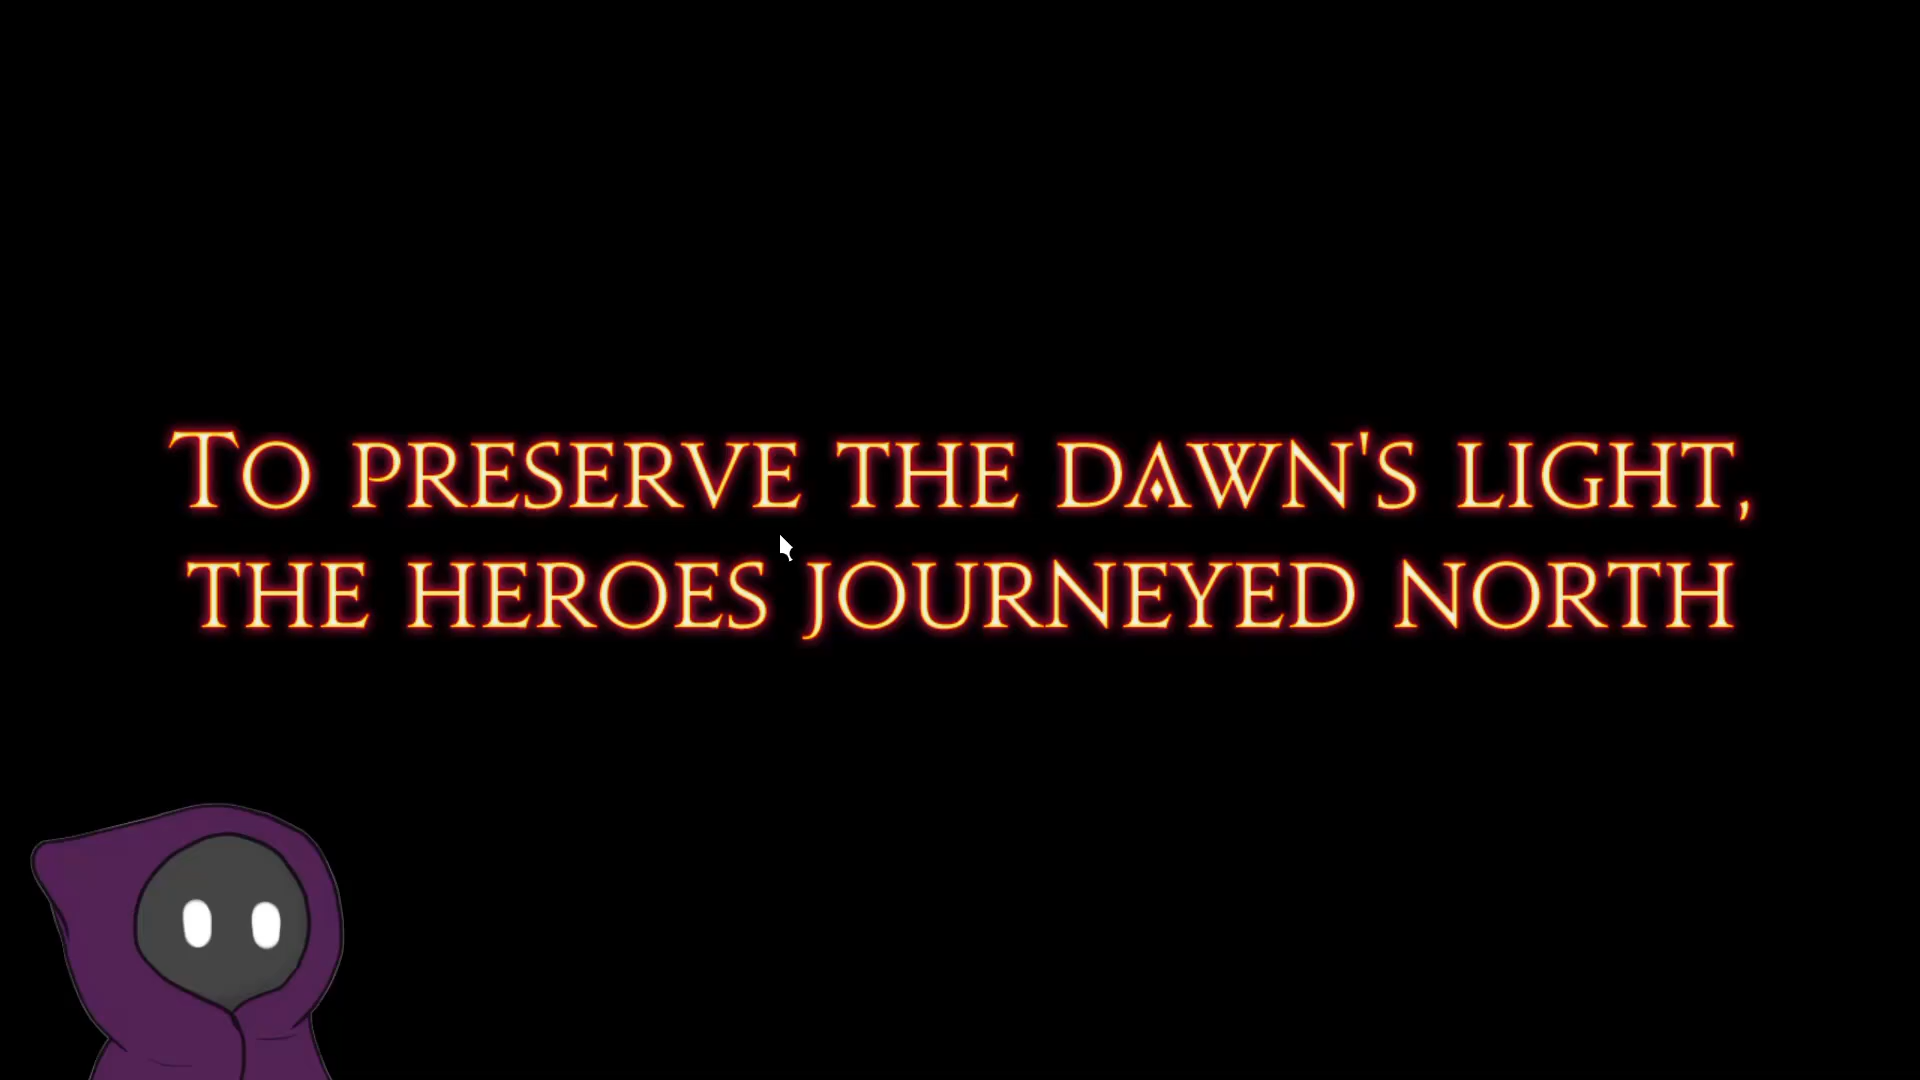 To preserve the dawn's light,
the heroes journeyed north